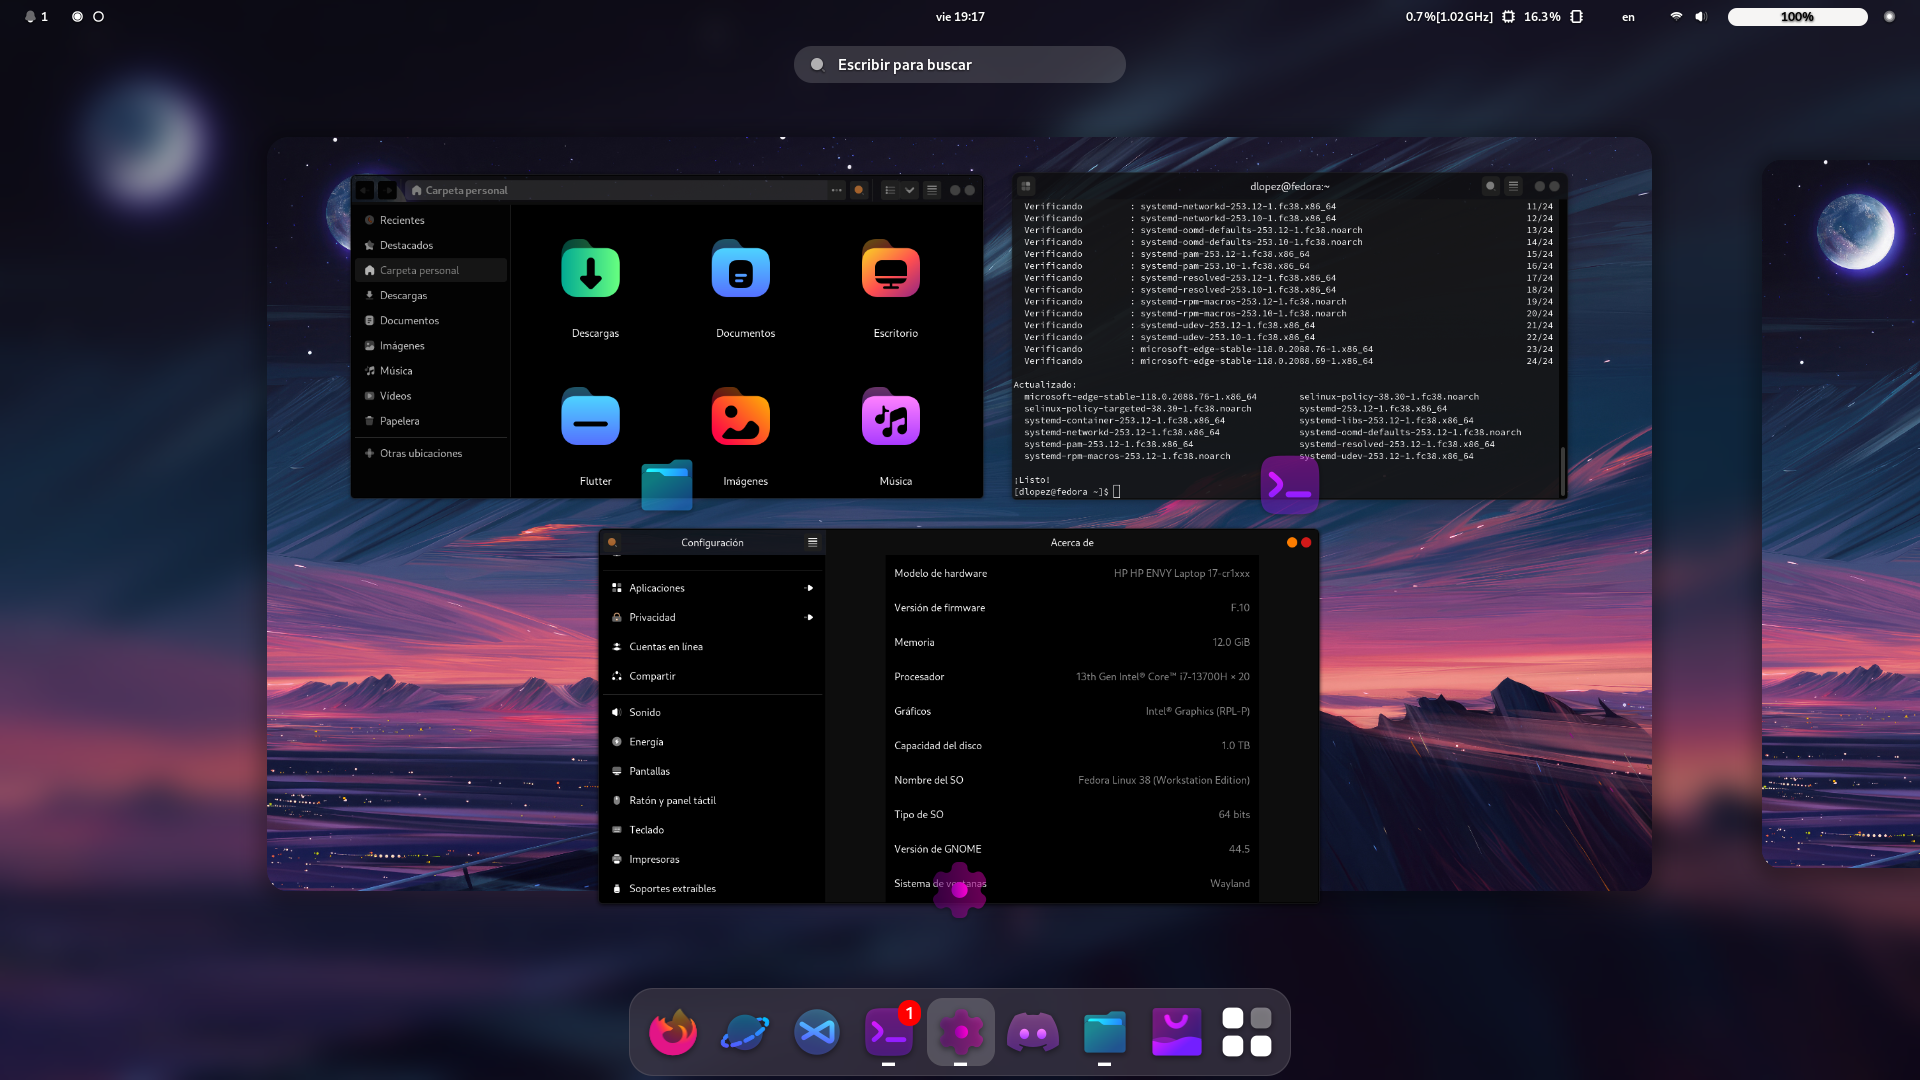 1
vie 19:17
0.7%[1.02GHz]
16.3%
en
100%
Escribir para buscar
Carpeta personal
Recientes
Destacados
Carpeta personal
Descargas
Documentos
Imágenes
Música
Vídeos
Papelera
Otras ubicaciones
Descargas
Documentos
Escritorio
Flutter
Imágenes
Música
dlopez@fedora:~
Verificando : systemd-networkd-253.12-1.fc38.x86_64 11/24
Verificando : systemd-networkd-253.10-1.fc38.x86_64 12/24
Verificando : systemd-oomd-defaults-253.12-1.fc38.noarch 13/24
Verificando : systemd-oomd-defaults-253.10-1.fc38.noarch 14/24
Verificando : systemd-pam-253.12-1.fc38.x86_64 15/24
Verificando : systemd-pam-253.10-1.fc38.x86_64 16/24
Verificando : systemd-resolved-253.12-1.fc38.x86_64 17/24
Verificando : systemd-resolved-253.10-1.fc38.x86_64 18/24
Verificando : systemd-rpm-macros-253.12-1.fc38.noarch 19/24
Verificando : systemd-rpm-macros-253.10-1.fc38.noarch 20/24
Verificando : systemd-udev-253.12-1.fc38.x86_64 21/24
Verificando : systemd-udev-253.10-1.fc38.x86_64 22/24
Verificando : microsoft-edge-stable-118.0.2088.76-1.x86_64 23/24
Verificando : microsoft-edge-stable-118.0.2088.69-1.x86_64 24/24
Actualizado:
microsoft-edge-stable-118.0.2088.76-1.x86_64 selinux-policy-38.30-1.fc38.noarch
selinux-policy-targeted-38.30-1.fc38.noarch systemd-253.12-1.fc38.x86_64
systemd-container-253.12-1.fc38.x86_64 systemd-libs-253.12-1.fc38.x86_64
systemd-networkd-253.12-1.fc38.x86_64 systemd-oomd-defaults-253.12-1.fc38.noarch
systemd-pam-253.12-1.fc38.x86_64 systemd-resolved-253.12-1.fc38.x86_64
systemd-rpm-macros-253.12-1.fc38.noarch systemd-udev-253.12-1.fc38.x86_64
¡Listo!
[dlopez@fedora ~]$
Configuración
Aplicaciones
Privacidad
Cuentas en línea
Compartir
Sonido
Energía
Pantallas
Ratón y panel táctil
Teclado
Impresoras
Soportes extraíbles
Acerca de
Modelo de hardware HP HP ENVY Laptop 17-cr1xxx
Versión de firmware F.10
Memoria 12.0 GiB
Procesador 13th Gen Intel® Core™ i7-13700H × 20
Gráficos Intel® Graphics (RPL-P)
Capacidad del disco 1.0 TB
Nombre del SO Fedora Linux 38 (Workstation Edition)
Tipo de SO 64 bits
Versión de GNOME 44.5
Sistema de ventanas Wayland
1